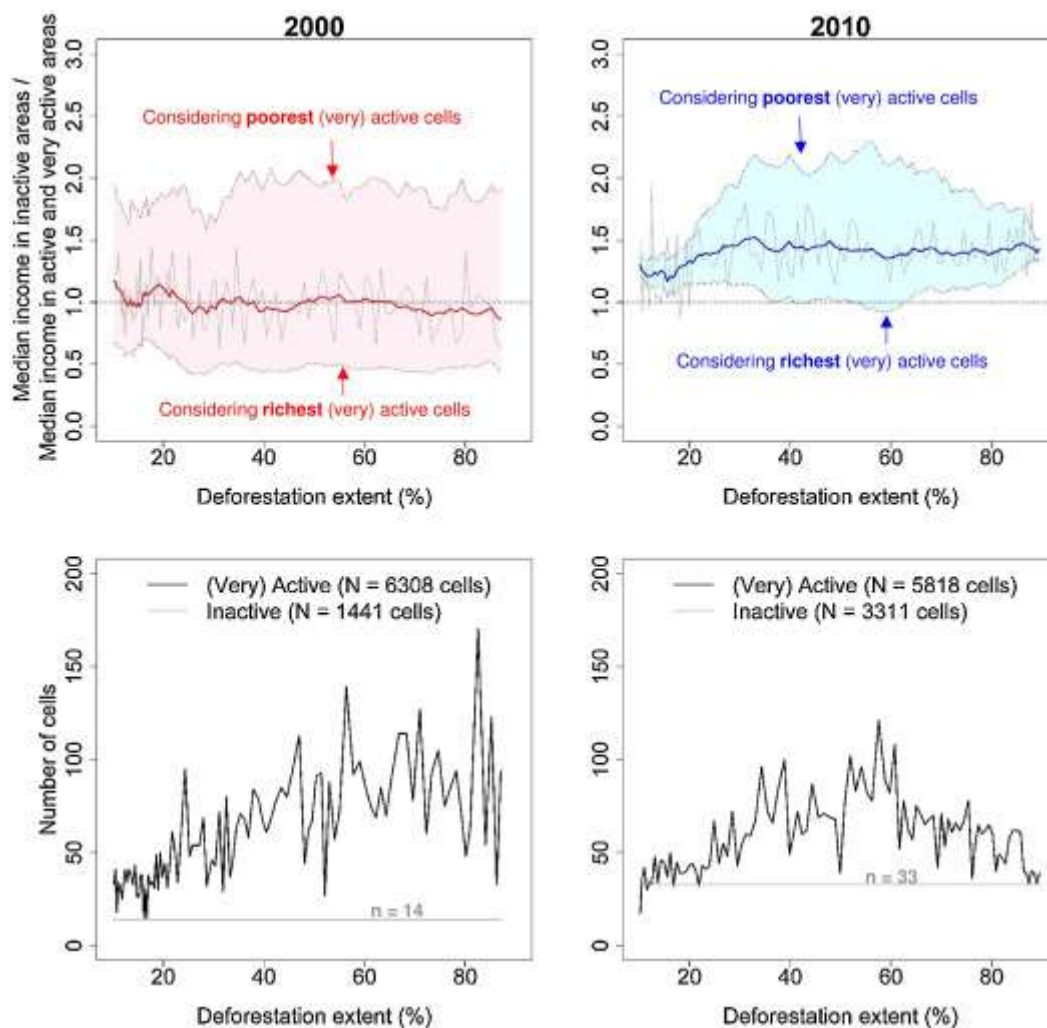 2000
Median income in inactive areas /
Median income in active and very active areas
3.0
2.5
2.0
1.5
1.0
0.5
0.0
Considering poorest (very) active cells
Considering richest (very) active cells
20 40 60 80
Deforestation extent (%)
2010
3.0
2.5
2.0
1.5
1.0
0.5
0.0
Considering poorest (very) active cells
Considering richest (very) active cells
20 40 60 80
Deforestation extent (%)
Number of cells
200
150
100
50
0
(Very) Active (N = 6308 cells)
Inactive (N = 1441 cells)
n = 14
20 40 60 80
Deforestation extent (%)
200
150
100
50
0
(Very) Active (N = 5818 cells)
Inactive (N = 3311 cells)
n = 33
20 40 60 80
Deforestation extent (%)